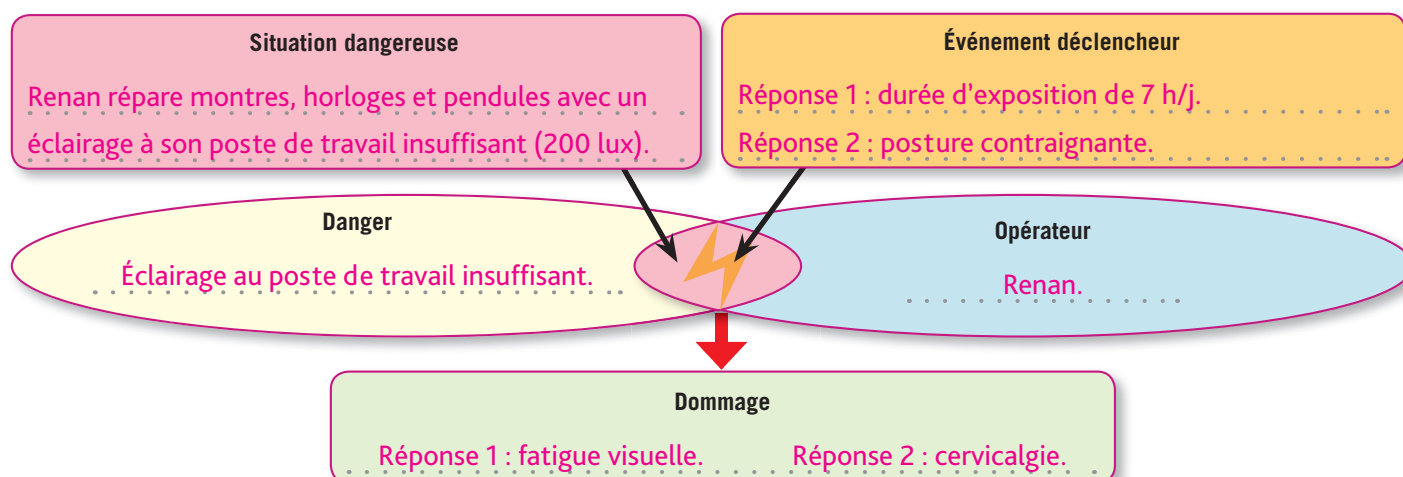 Situation dangereuse
Renan répare montres, horloges et pendules avec un
éclairage à son poste de travail insuffisant (200 lux).
Événement déclencheur
Réponse 1 : durée d'exposition de 7 h/j.
Réponse 2 : posture contraignante.
Danger
Éclairage au poste de travail insuffisant.
Opérateur
Renan.
Dommage
Réponse 1 : fatigue visuelle. Réponse 2 : cervicalgie.